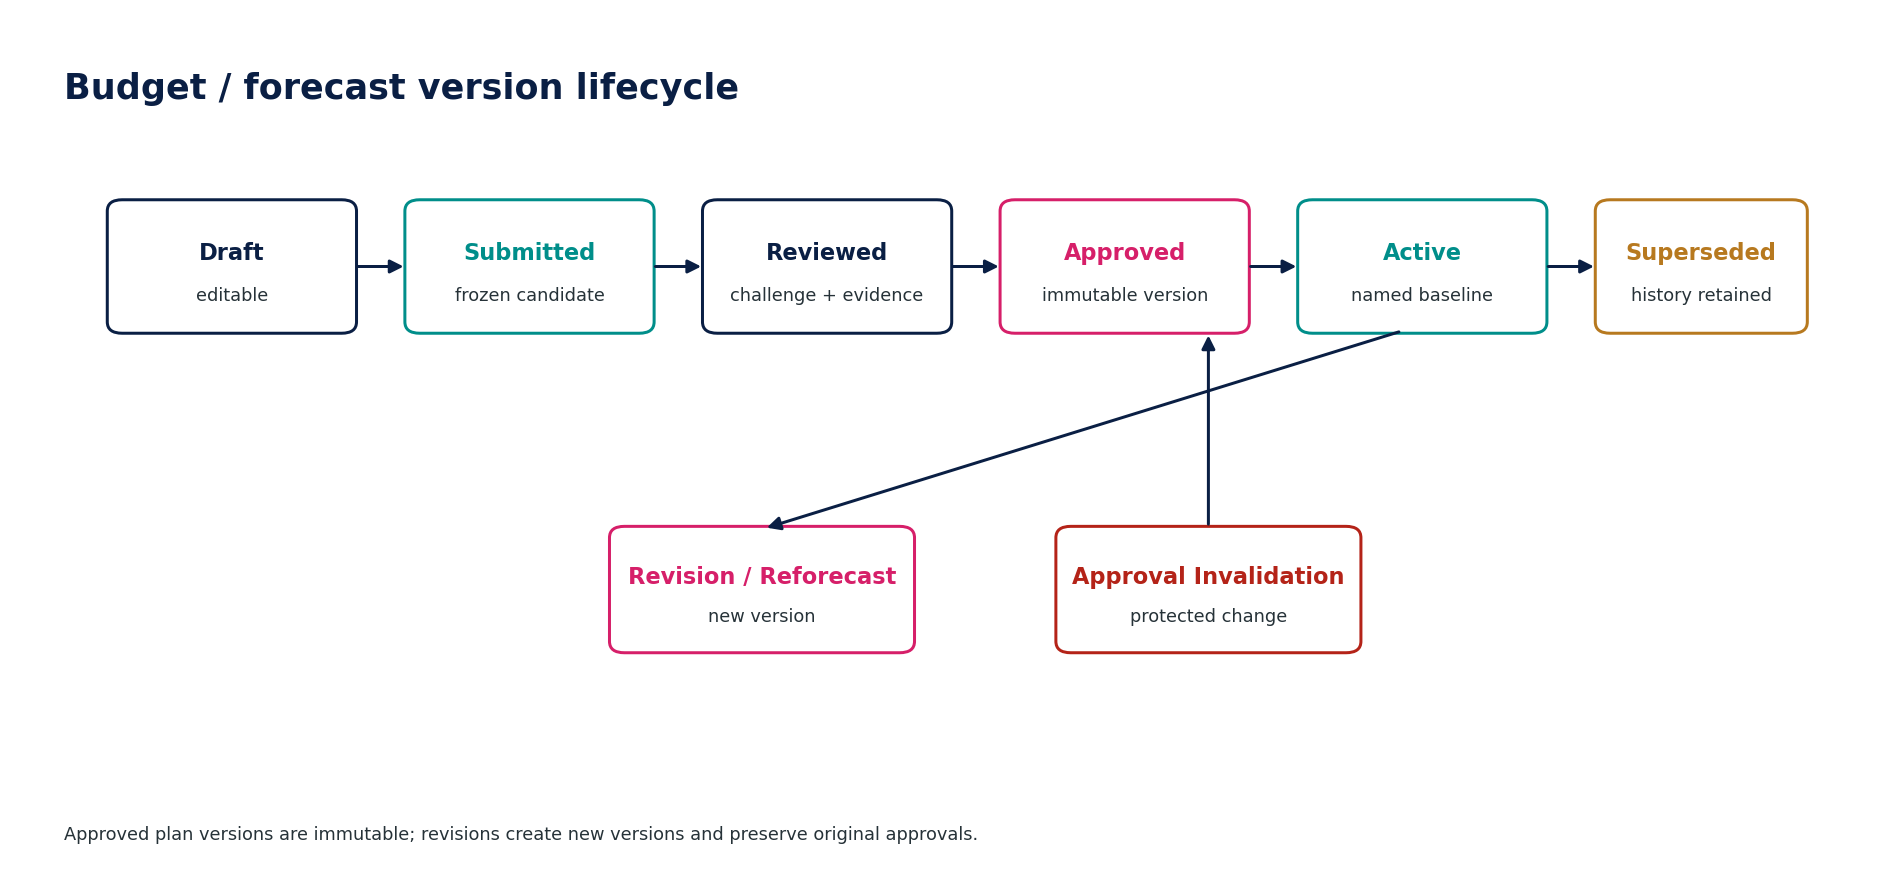 Budget / forecast version lifecycle
Draft
editable
Submitted
frozen candidate
Reviewed
challenge + evidence
Approved
immutable version
Active
named baseline
Superseded
history retained
Revision / Reforecast
new version
Approval Invalidation
protected change
Approved plan versions are immutable; revisions create new versions and preserve original approvals.